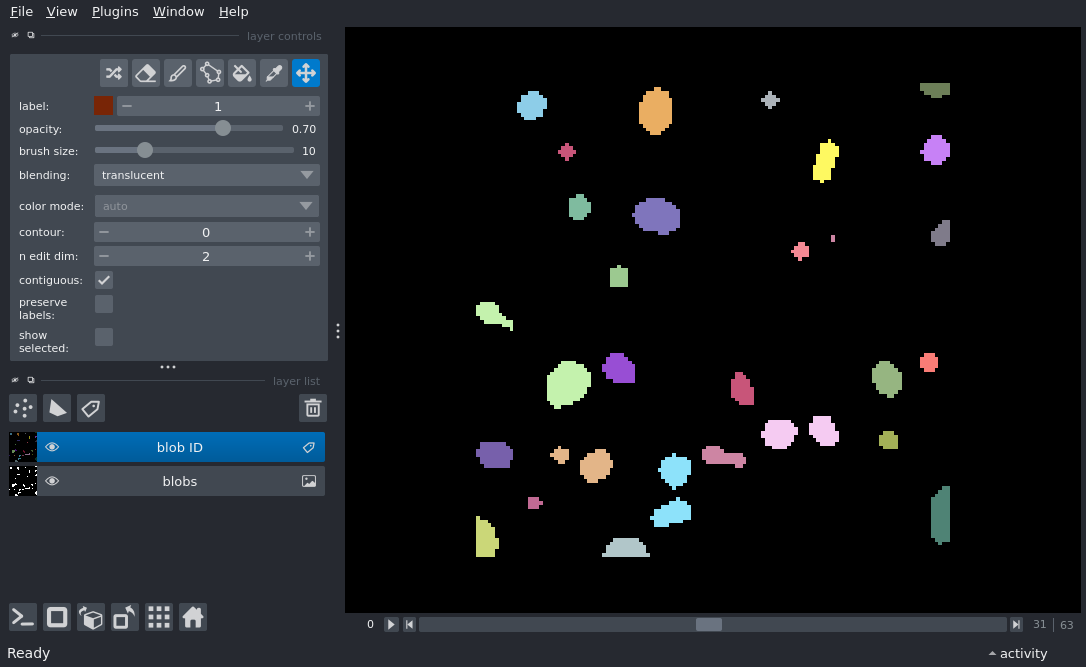 File View Plugins Window Help
layer controls
label: 1
opacity: 0.70
brush size: 10
blending: translucent
color mode: auto
contour: 0
n edit dim: 2
contiguous:
preserve
labels:
show
selected:
layer list
blob ID
blobs
0 31 | 63
Ready activity